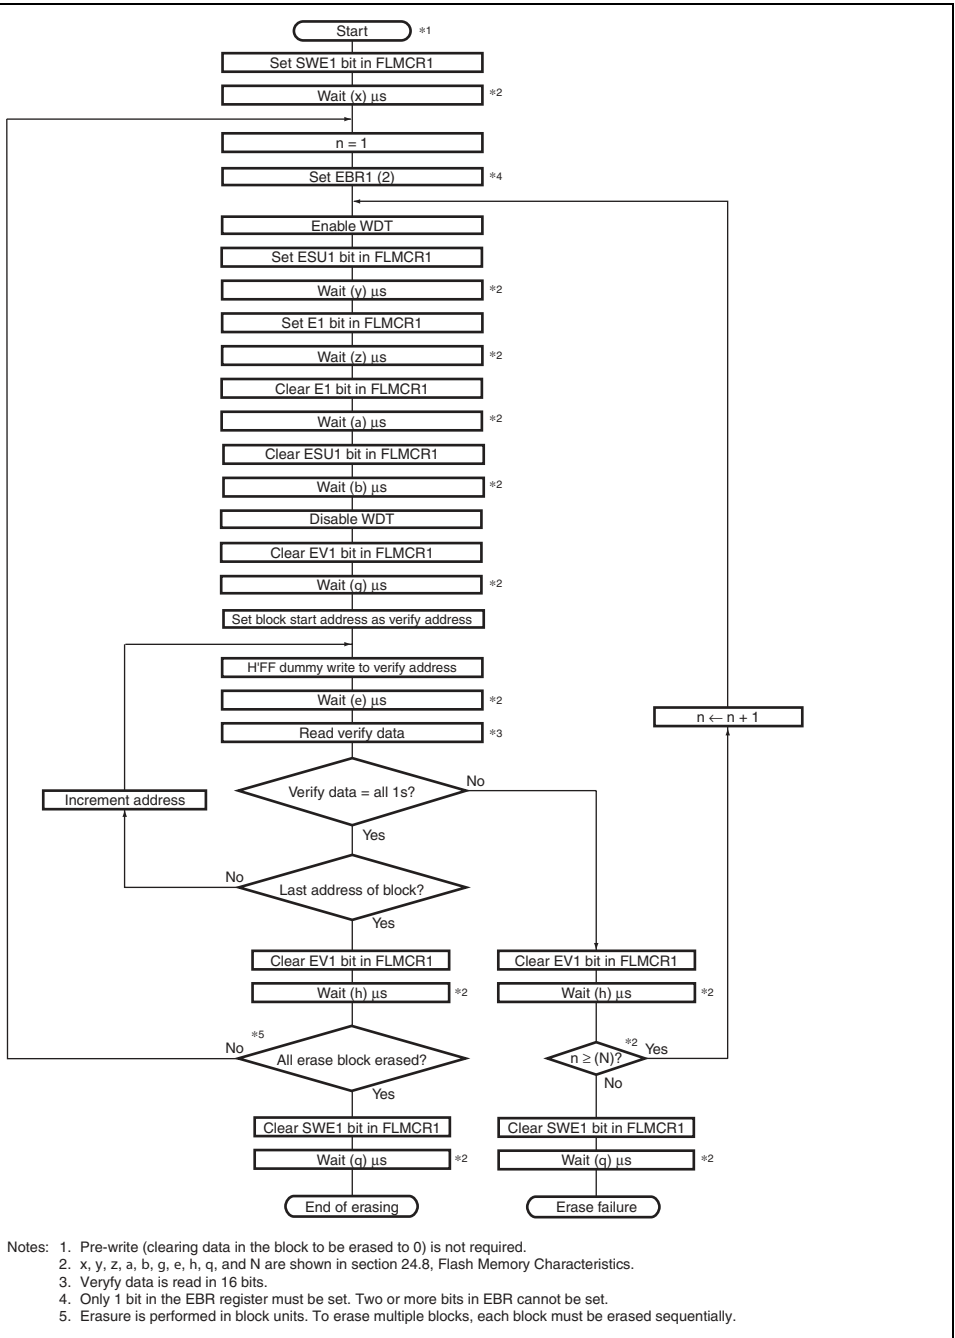 Start *1
Set SWE1 bit in FLMCR1
Wait (x) µs *2
n = 1
Set EBR1 (2) *4
Enable WDT
Set ESU1 bit in FLMCR1
Wait (y) µs *2
Set E1 bit in FLMCR1
Wait (z) µs *2
Clear E1 bit in FLMCR1
Wait (a) µs *2
Clear ESU1 bit in FLMCR1
Wait (b) µs *2
Disable WDT
Clear EV1 bit in FLMCR1
Wait (g) µs *2
Set block start address as verify address
H'FF dummy write to verify address
Wait (e) µs *2
n ← n + 1
Read verify data *3
No
Verify data = all 1s?
Increment address
Yes
No
Last address of block?
Yes
Clear EV1 bit in FLMCR1
Clear EV1 bit in FLMCR1
Wait (h) µs *2
Wait (h) µs *2
*5
No
All erase block erased?
*2
n ≥ (N)?
Yes
No
Yes
Clear SWE1 bit in FLMCR1
Clear SWE1 bit in FLMCR1
Wait (q) µs *2
Wait (q) µs *2
End of erasing
Erase failure
Notes: 1. Pre-write (clearing data in the block to be erased to 0) is not required.
2. x, y, z, a, b, g, e, h, q, and N are shown in section 24.8, Flash Memory Characteristics.
3. Veryfy data is read in 16 bits.
4. Only 1 bit in the EBR register must be set. Two or more bits in EBR cannot be set.
5. Erasure is performed in block units. To erase multiple blocks, each block must be erased sequentially.